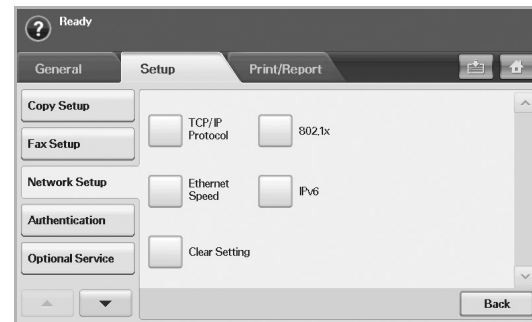 Ready
General
Setup
Print/Report
Copy Setup
Fax Setup
Network Setup
Authentication
Optional Service
TCP/IP
Protocol
802.1x
Ethernet
Speed
IPv6
Clear Setting
Back